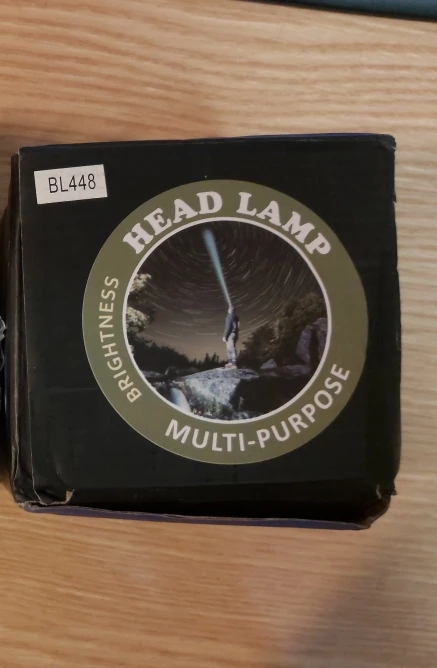 BL448
HEAD LAMP
BRIGHTNESS
MULTI-PURPOSE